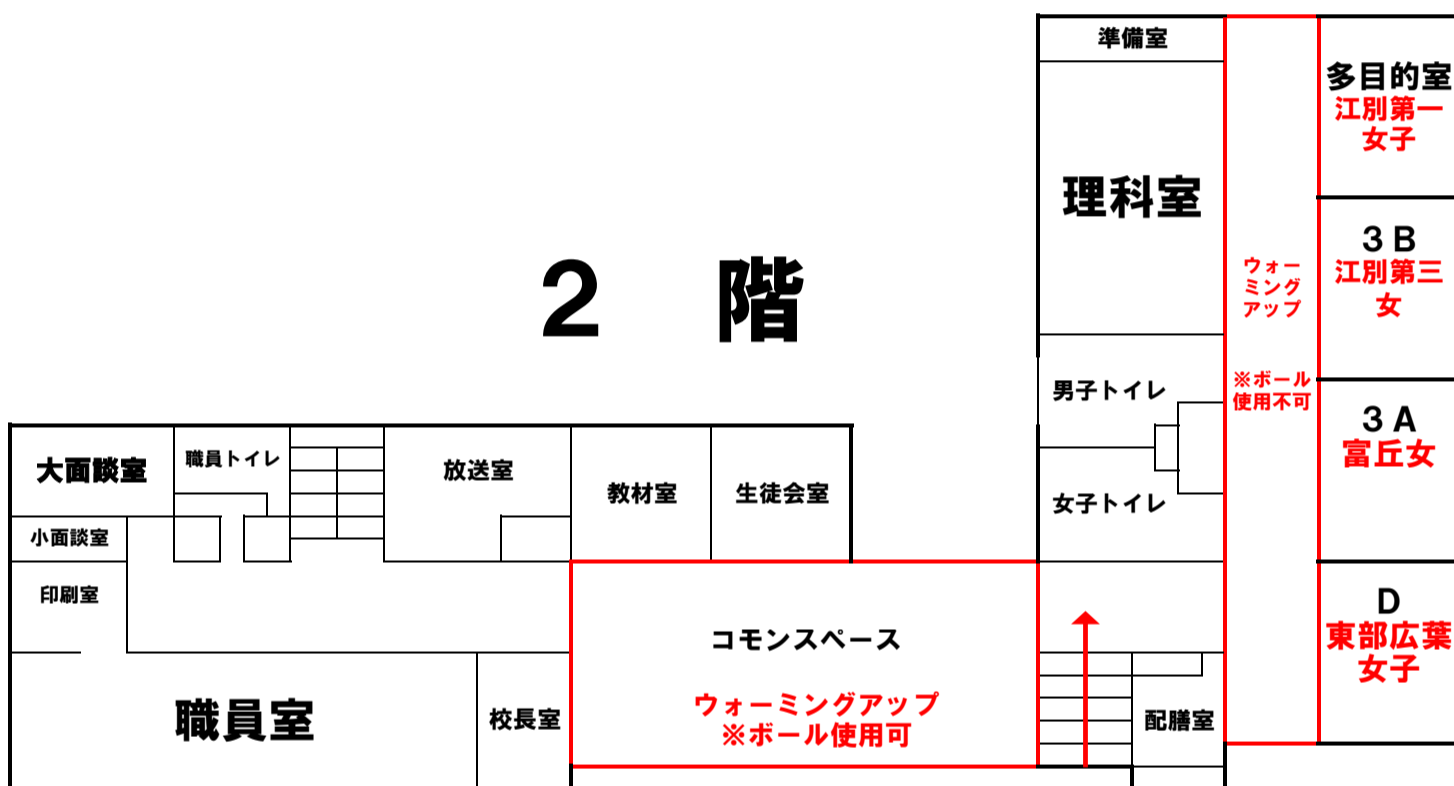 準備室
多目的室
江別第一
女子
理科室
3B
江別第三
女
2 階
ウォー
ミング
アップ
※ボール
使用不可
男子トイレ
3A
富丘女
大面談室
職員トイレ
放送室
教材室
生徒会室
女子トイレ
小面談室
印刷室
D
東部広葉
女子
コモンスペース
ウォーミングアップ
※ボール使用可
職員室
校長室
配膳室